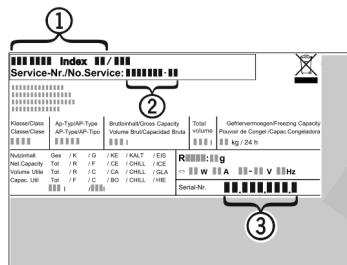 1
Index /
Service-Nr./No.Service: -
2
Klasse/Class Ap-Typ/AP-Type Bruttoinhalt/Gross Capacity Total Gefriervermoegen/Freezing Capacity
Classe/Clase AP-Type/AP-Tipo Volume Brut/Capacidad Bruta volume Pouvoir de Congel./Capac.Congeladora
l l kg / 24 h
Nutzinhalt Ges / K / G / KE / KALT / EIS
Net.Capacity Tot / R / F / CE / CHILL / ICE
Volume Utile Tot / R / C / CA / CHILL / GLA
Capac. Util Tot / F / C / BO / CHILL / HIE
l / l
R : g
W A - V Hz
Serial-Nr. . . .
3